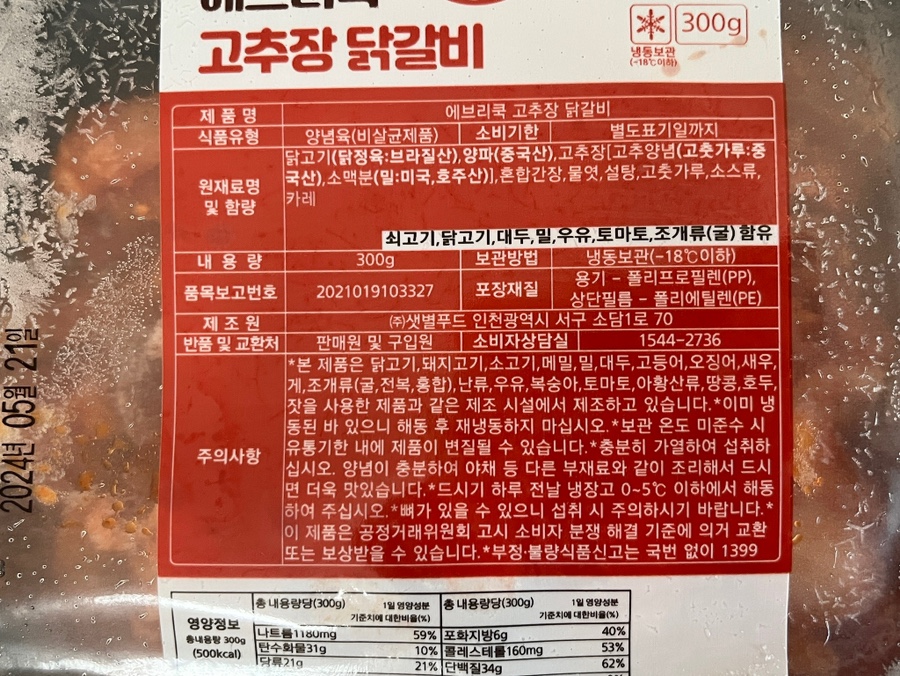 고추장 닭갈비
300g
냉동보관
(-18℃이하)
제품명 에브리쿡 고추장 닭갈비
식품유형 양념육(비살균제품) 소비기한 별도표기일까지
원재료명 및 함량
닭고기(닭정육:브라질산),양파(중국산),고추장[고추양념(고춧가루:중
국산),소맥분(밀:미국,호주산)],혼합간장,물엿,설탕,고춧가루,소스류,
카레
쇠고기,닭고기,대두,밀,우유,토마토,조개류(굴) 함유
내용량 300g 보관방법 냉동보관(-18℃이하)
품목보고번호 2021019103327 포장재질 용기 - 폴리프로필렌(PP),
상단필름 - 폴리에틸렌(PE)
제조원 ㈜샛별푸드 인천광역시 서구 소담1로 70
반품 및 교환처 판매원 및 구입원 소비자상담실 1544-2736
주의사항
*본 제품은 닭고기,돼지고기,소고기,메밀,밀,대두,고등어,오징어,새우,
게,조개류(굴,전복,홍합),난류,우유,복숭아,토마토,아황산류,땅콩,호두,
잣을 사용한 제품과 같은 제조 시설에서 제조하고 있습니다.*이미 냉
동된 바 있으니 해동 후 재냉동하지 마십시오.*보관 온도 미준수 시
유통기한 내에 제품이 변질될 수 있습니다.*충분히 가열하여 섭취하
십시오. 양념이 충분하여 야채 등 다른 부재료와 같이 조리해서 드시
면 더욱 맛있습니다.*드시기 하루 전날 냉장고 0~5℃ 이하에서 해동
하여 주십시오.*뼈가 있을 수 있으니 섭취 시 주의하시기 바랍니다.*
이 제품은 공정거래위원회 고시 소비자 분쟁 해결 기준에 의거 교환
또는 보상받을 수 있습니다.*부정·불량식품신고는 국번 없이 1399
2024년 05월 21일
영양정보
총내용량 300g
(500kcal)
총 내용량당(300g) 1일 영양성분 기준치에 대한비율(%) 총 내용량당(300g) 1일 영양성분 기준치에 대한비율(%)
나트륨1180mg 59% 포화지방6g 40%
탄수화물31g 10% 콜레스테롤160mg 53%
당류21g 21% 단백질34g 62%